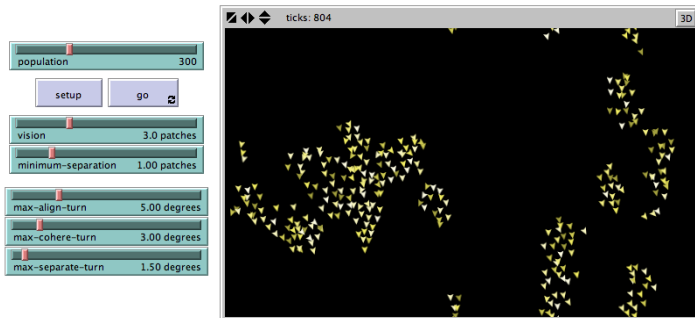 ticks: 804
3D
population 300
setup
go
vision 3.0 patches
minimum-separation 1.00 patches
max-align-turn 5.00 degrees
max-cohere-turn 3.00 degrees
max-separate-turn 1.50 degrees